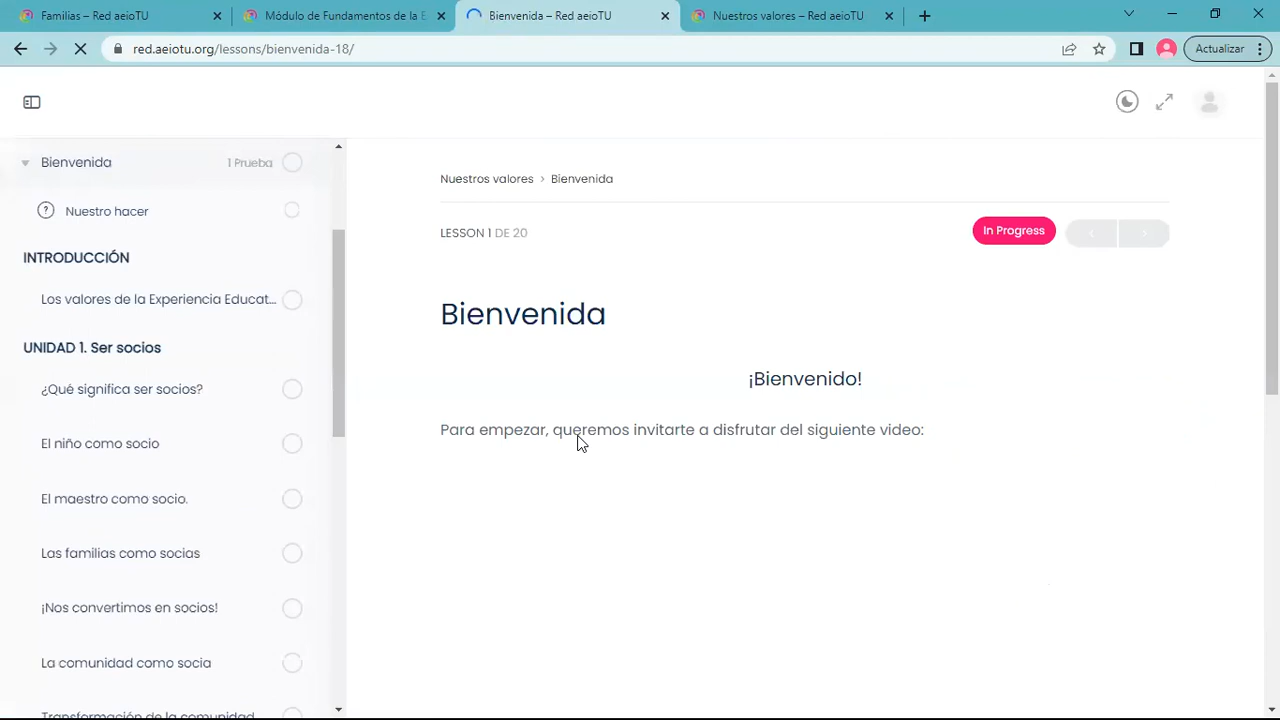 Familias – Red aeioTU
Módulo de Fundamentos de la E
Bienvenida – Red aeioTU
Nuestros valores – Red aeioTU
red.aeiotu.org/lessons/bienvenida-18/
Actualizar
Bienvenida
1 Prueba
Nuestro hacer
INTRODUCCIÓN
Los valores de la Experiencia Educat...
UNIDAD 1. Ser socios
¿Qué significa ser socios?
El niño como socio
El maestro como socio.
Las familias como socias
¡Nos convertimos en socios!
La comunidad como socia
Transformación de la comunidad
Nuestros valores > Bienvenida
LESSON 1 DE 20
In Progress
Bienvenida
¡Bienvenido!
Para empezar, queremos invitarte a disfrutar del siguiente video: